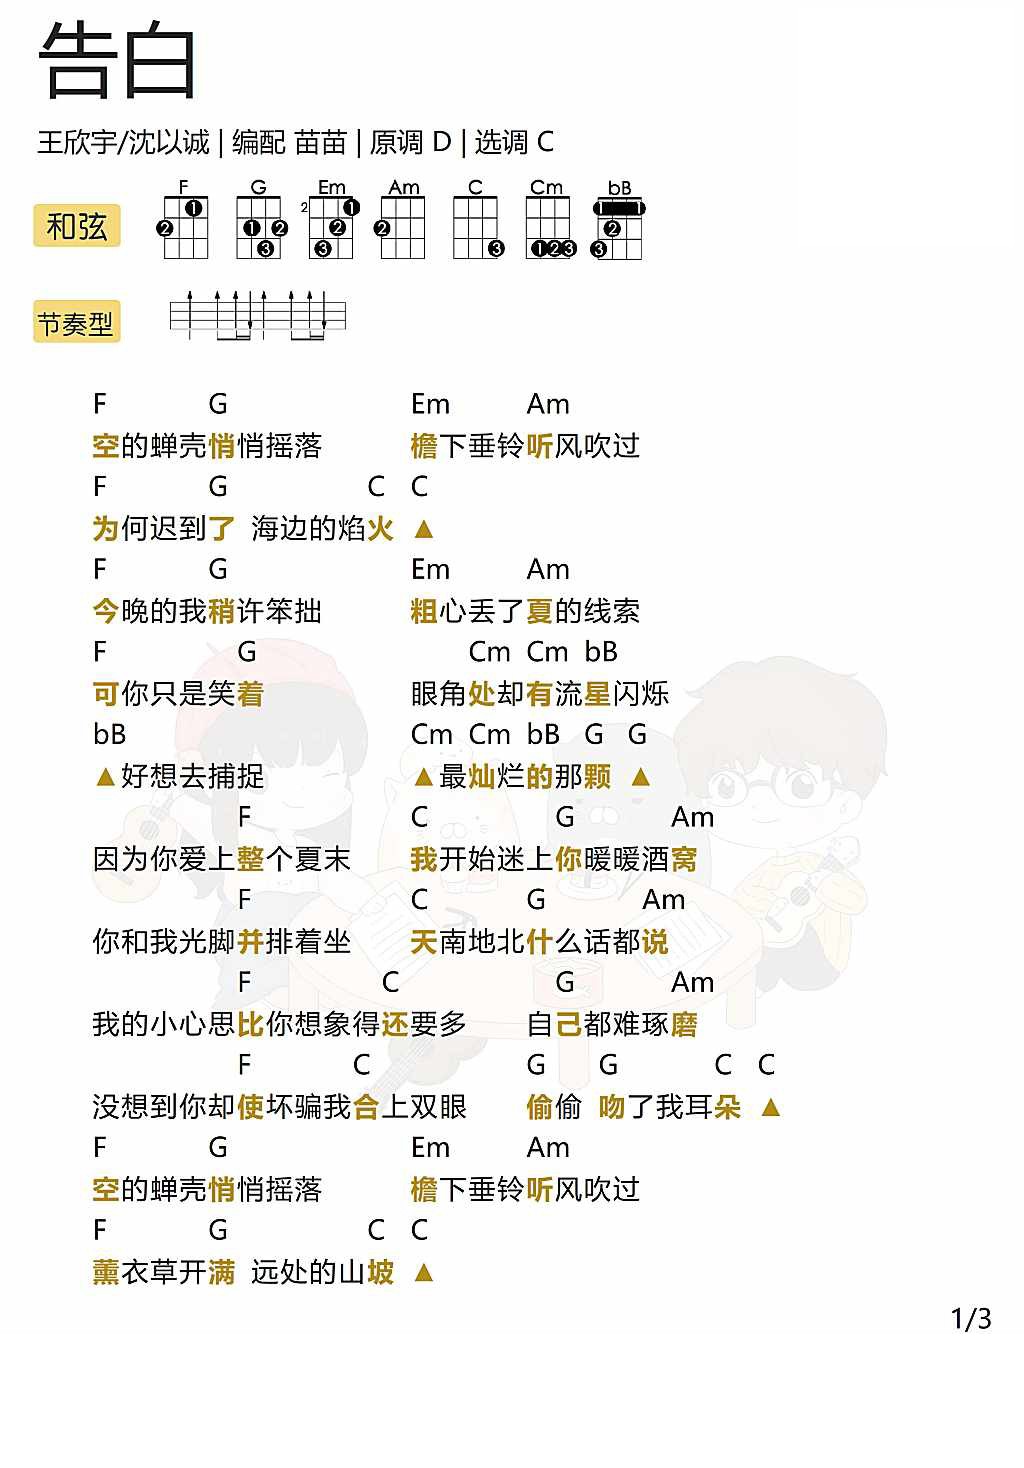 告白
王欣宇/沈以诚 | 编配 苗苗 | 原调 D | 选调 C
和弦 F G Em Am C Cm bB
节奏型
F G Em Am
空的蝉壳悄悄摇落 檐下垂铃听风吹过
F G C C
为何迟到了 海边的焰火 ▲
F G Em Am
今晚的我稍许笨拙 粗心丢了夏的线索
F G Cm Cm bB
可你只是笑着 眼角处却有流星闪烁
bB Cm Cm bB G G
▲好想去捕捉 ▲最灿烂的那颗 ▲
F C G Am
因为你爱上整个夏末 我开始迷上你暖暖酒窝
F C G Am
你和我光脚并排着坐 天南地北什么话都说
F C G Am
我的小心思比你想象得还要多 自己都难琢磨
F C G G C C
没想到你却使坏骗我合上双眼 偷偷 吻了我耳朵 ▲
F G Em Am
空的蝉壳悄悄摇落 檐下垂铃听风吹过
F G C C
薰衣草开满 远处的山坡 ▲
1/3